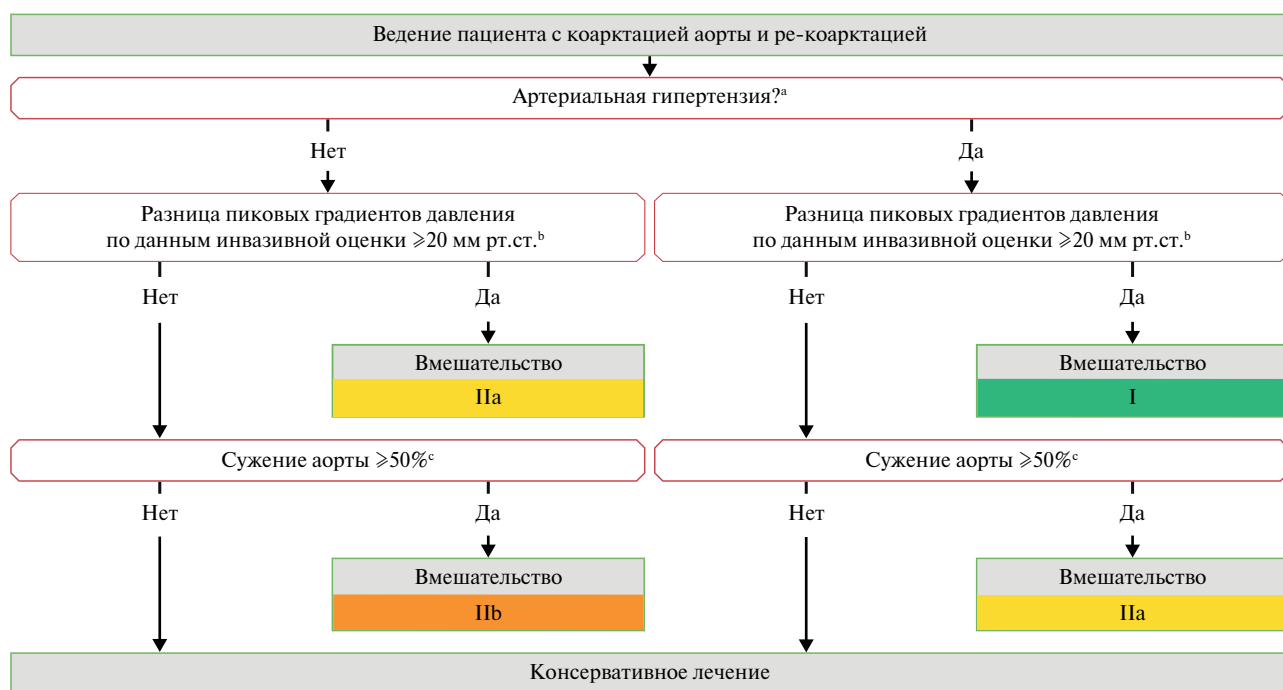 Ведение пациента с коарктацией аорты и ре-коарктацией
Артериальная гипертензия?ᵃ
Нет
Да
Разница пиковых градиентов давления
по данным инвазивной оценки ⩾20 мм рт.ст.ᵇ
Разница пиковых градиентов давления
по данным инвазивной оценки ⩾20 мм рт.ст.ᵇ
Нет
Да
Нет
Да
Вмешательство
IIa
Вмешательство
I
Сужение аорты ⩾50%ᶜ
Сужение аорты ⩾50%ᶜ
Нет
Да
Нет
Да
Вмешательство
IIb
Вмешательство
IIa
Консервативное лечение